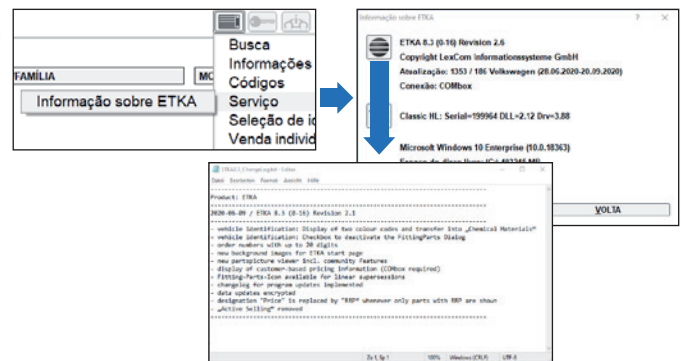 Busca
Informações
Códigos
Serviço
Seleção de
Venda individ
FAMÍLIA
MO
Informação sobre ETKA
Informação sobre ETKA
? ×
ETKA 8.3 (0-16) Revision 2.6
Copyright LexCom Informationssysteme GmbH
Atualização: 1353 / 186 Volkswagen (28.06.2020-20.09.2020)
Conexão: COMbox
Classic HL: Serial=199964 DLL=2.12 Drv=3.88
Microsoft Windows 10 Enterprise (10.0.18363)
VOLTA
Datei Bearbeiten Format Ansicht Hilfe
Product: ETKA
2020-06-09 / ETKA 8.3 (0-16) Revision 2.1
- vehicle identification: Display of two colour codes and transfer into „Chemical Materials"
- vehicle identification: Checkbox to deactivate the FittingParts Dialog
- order numbers with up to 20 digits
- new background images for ETKA start page
- new partspicture viewer incl. community features
- display of customer-based pricing information (COMbox required)
- Fitting-Parts-Icon available for linear supersessions
- changelog for program updates implemented
- data updates encrypted
- designation "Price" is replaced by "RRP" whenever only parts with RRP are shown
- „Active Selling" removed
Ze 1, Sp 1
100% Windows (CRLF) UTF-8